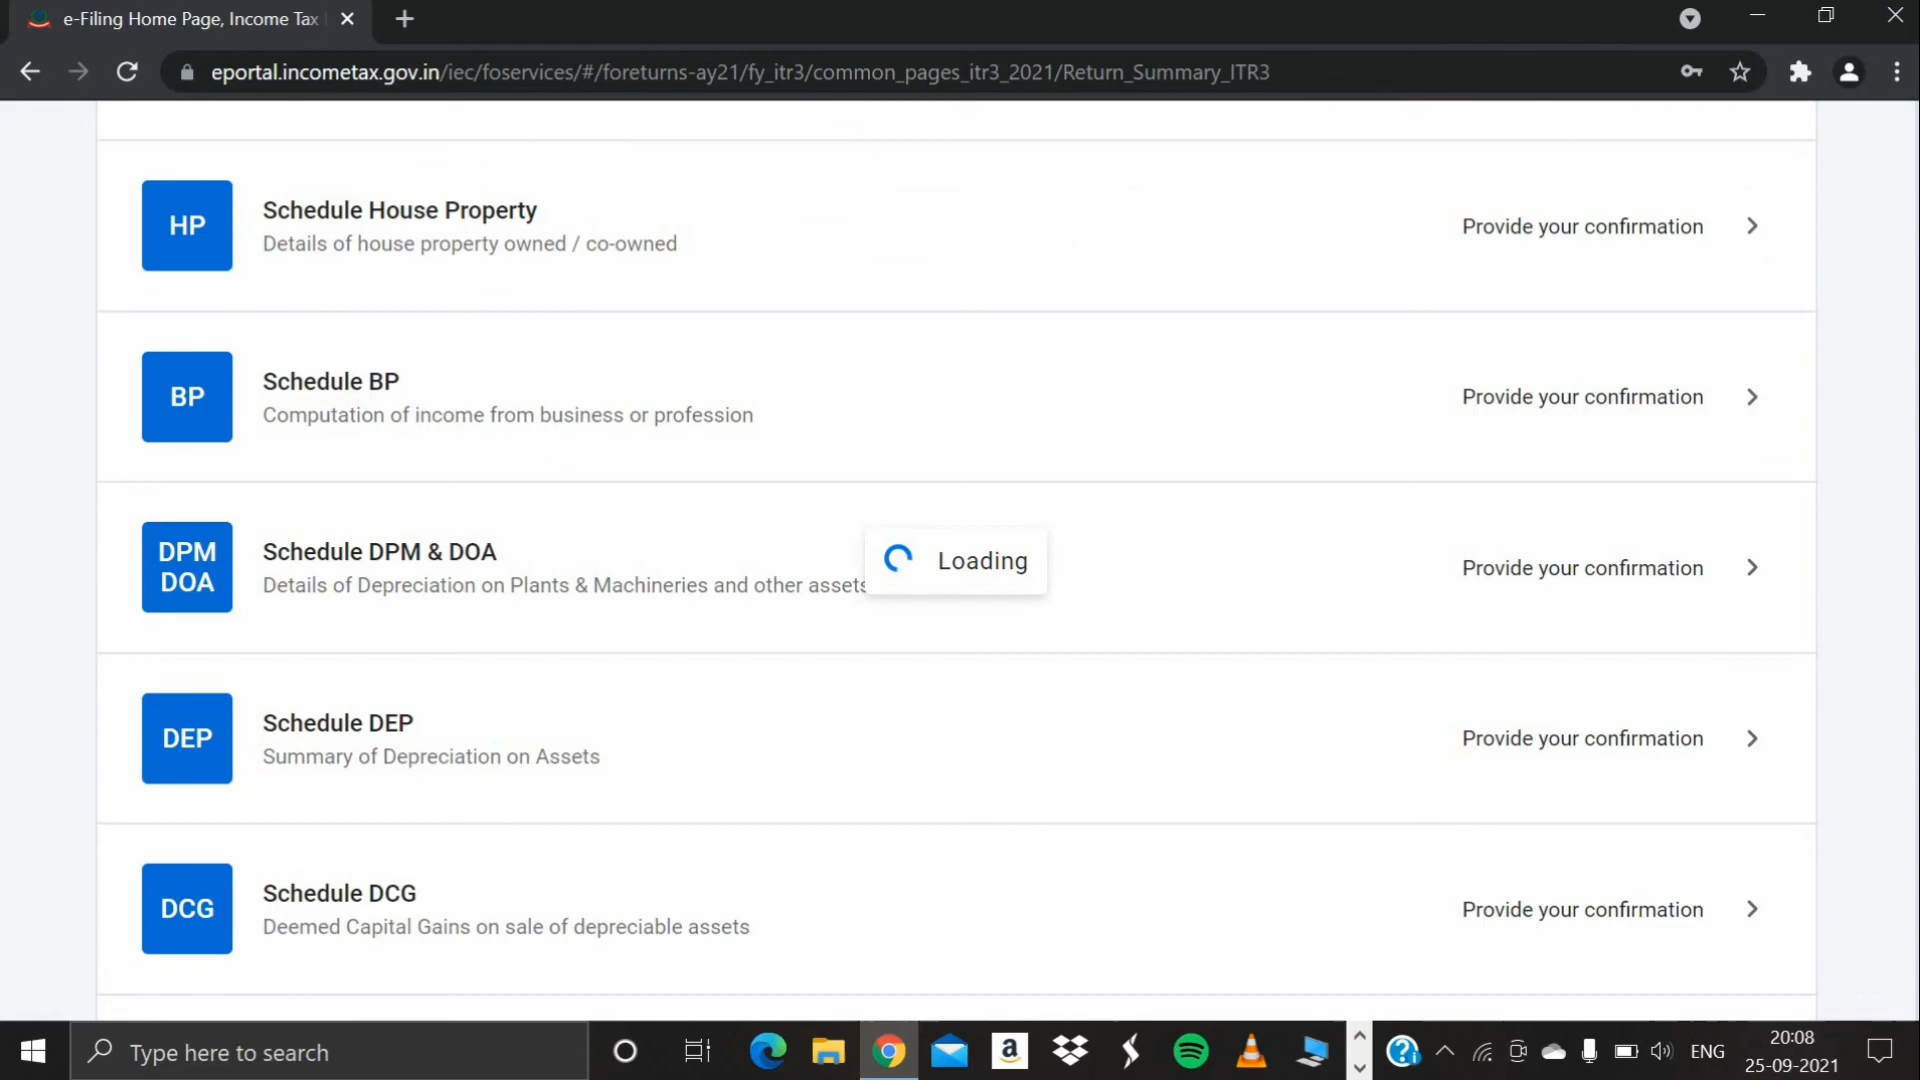 e-Filing Home Page, Income Tax
eportal.incometax.gov.in/iec/foservices/#/foreturns-ay21/fy_itr3/common_pages_itr3_2021/Return_Summary_ITR3
HP
Schedule House Property
Details of house property owned / co-owned
Provide your confirmation
BP
Schedule BP
Computation of income from business or profession
Provide your confirmation
DPM
DOA
Schedule DPM & DOA
Details of Depreciation on Plants & Machineries and other assets
Provide your confirmation
Loading
DEP
Schedule DEP
Summary of Depreciation on Assets
Provide your confirmation
DCG
Schedule DCG
Deemed Capital Gains on sale of depreciable assets
Provide your confirmation
Type here to search
a
ENG
20:08
25-09-2021